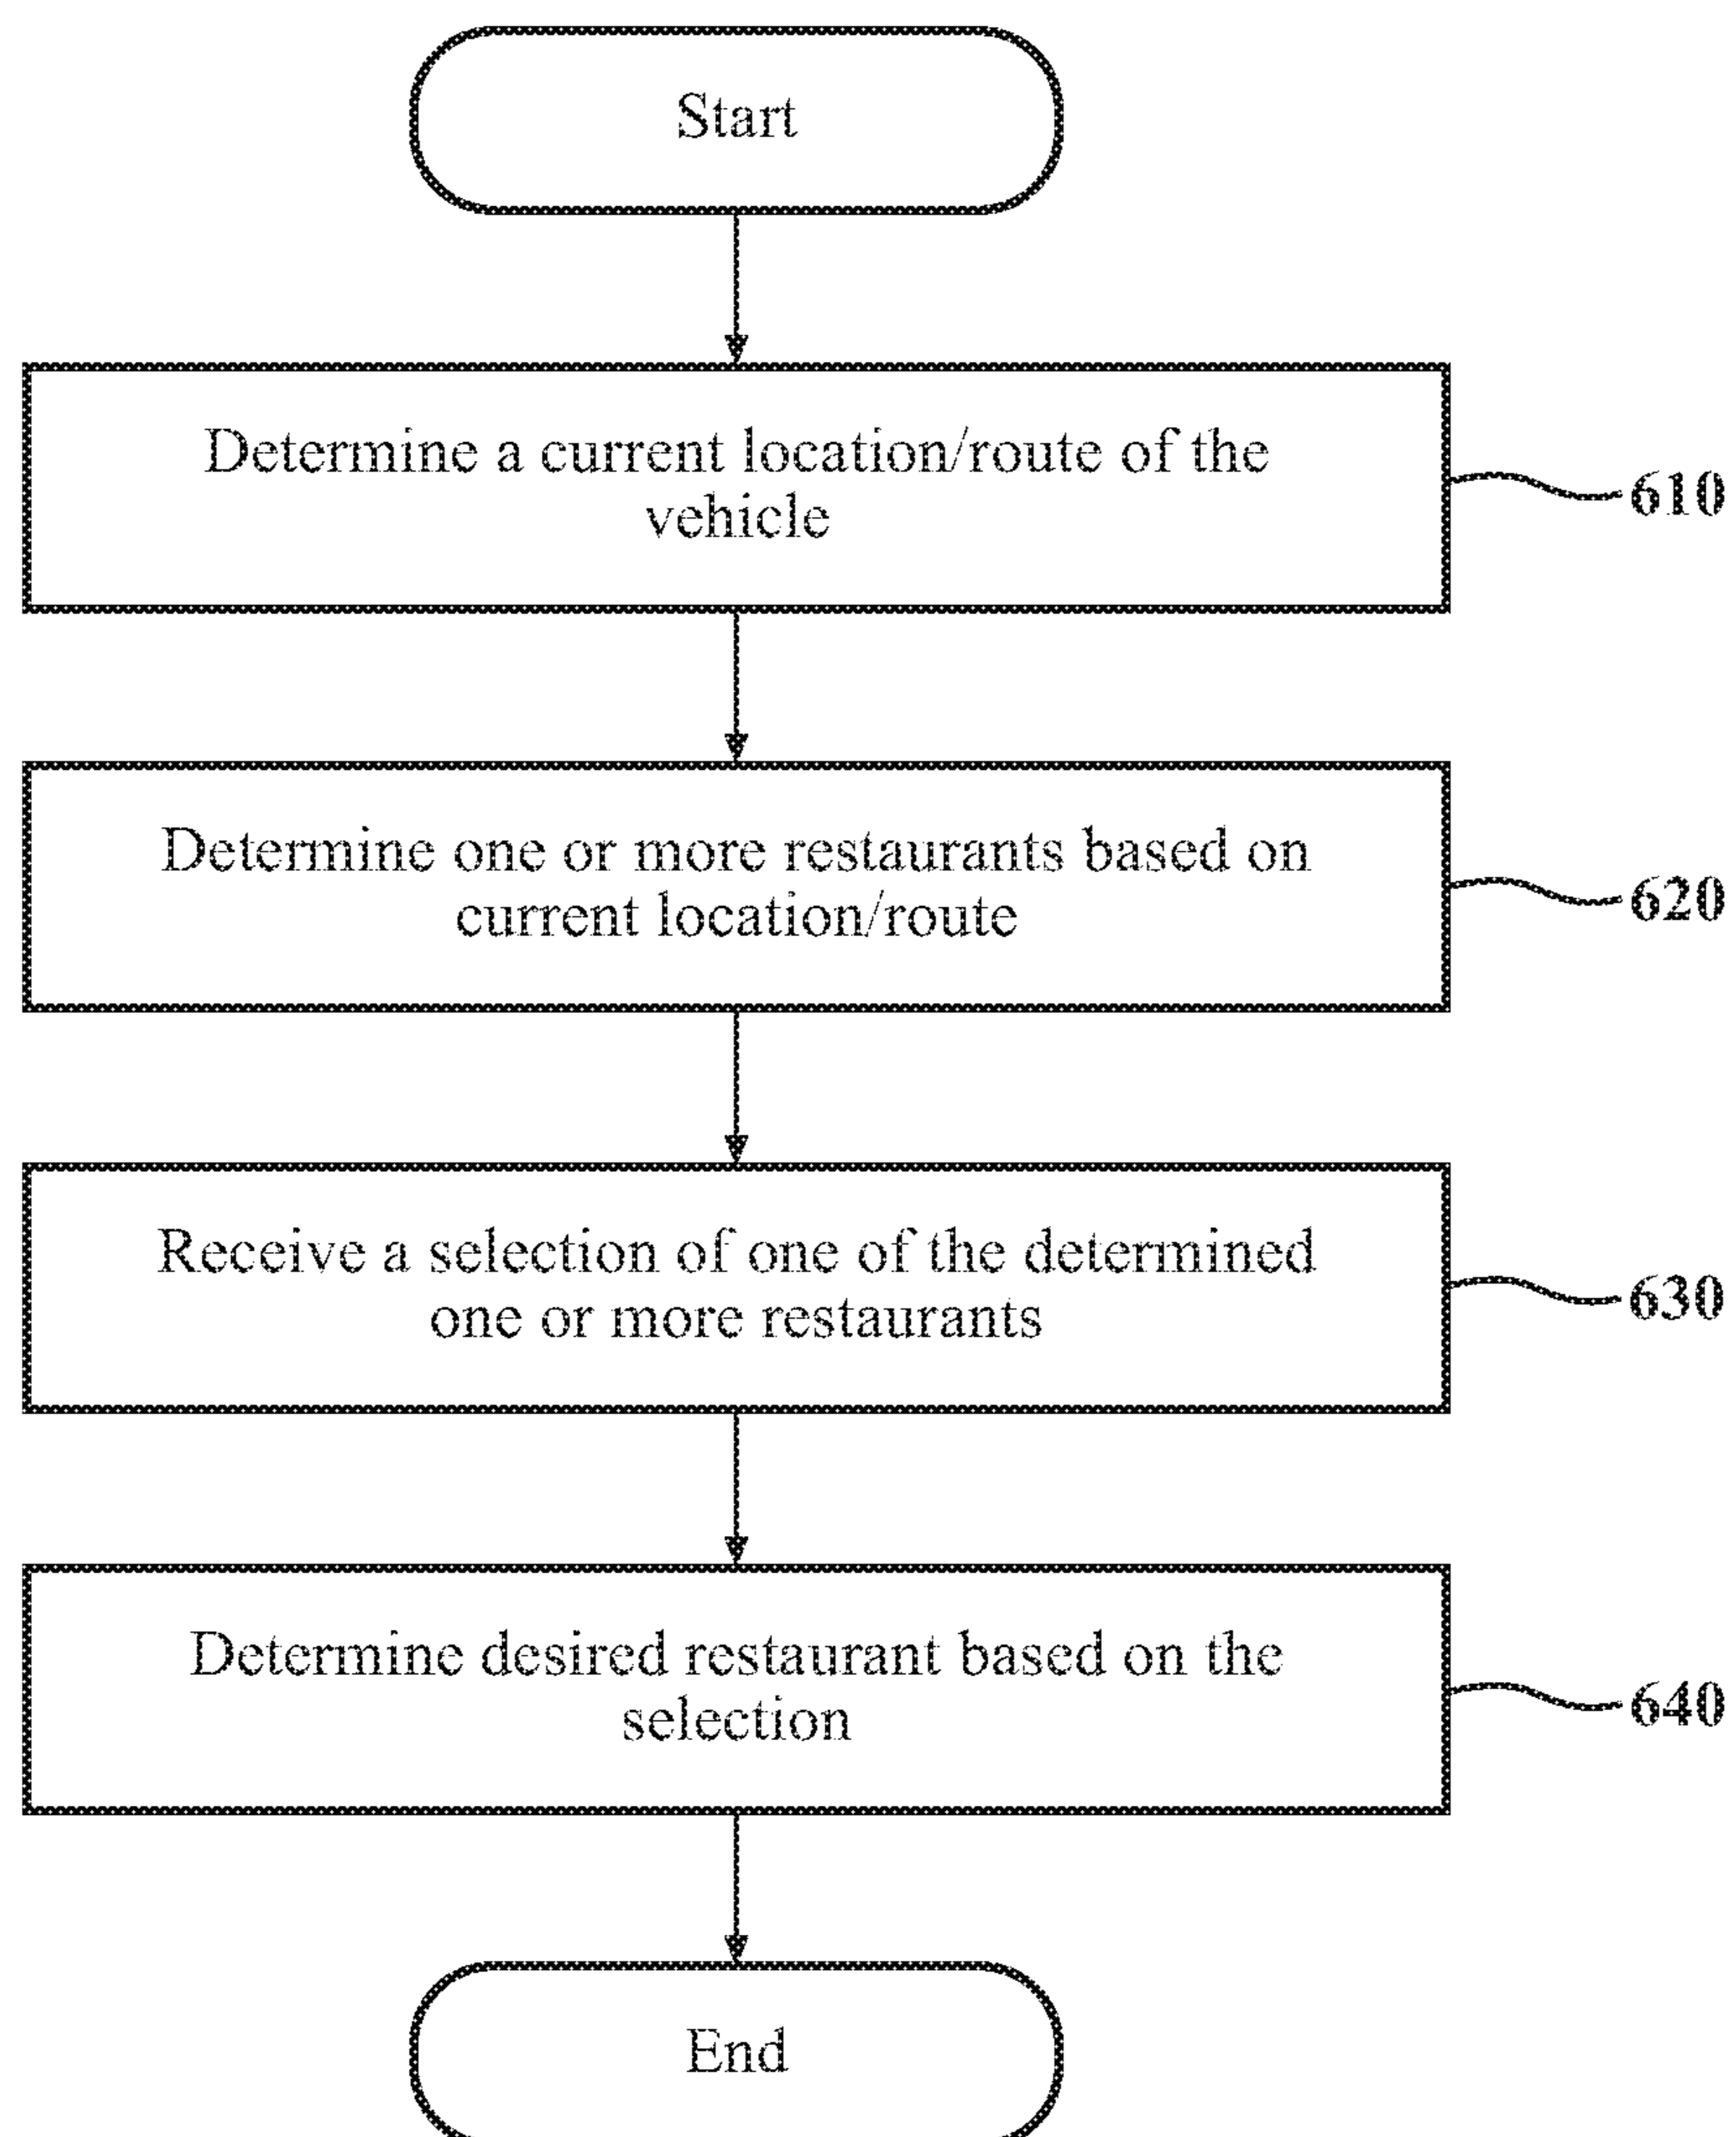 Start
Determine a current location/route of the
vehicle
610
Determine one or more restaurants based on
current location/route
620
Receive a selection of one of the determined
one or more restaurants
630
Determine desired restaurant based on the
selection
640
End